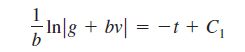 1/b ln|g + bv| = −t + C₁